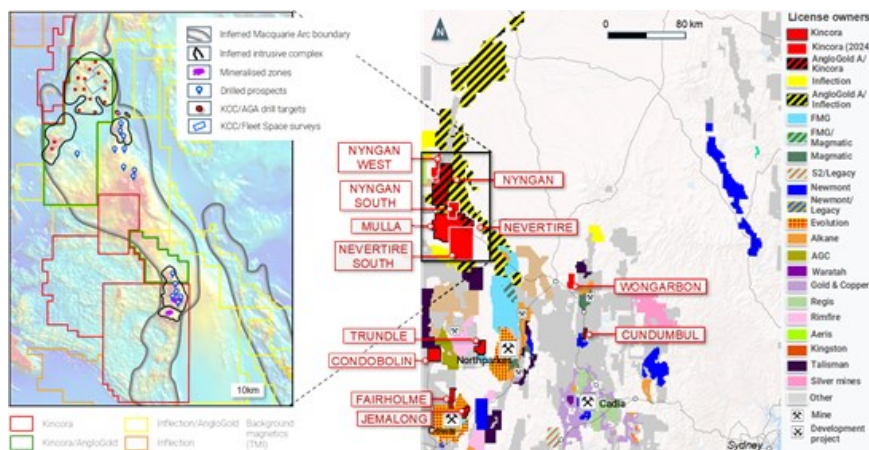 Inferred Macquarie Arc boundary
Inferred intrusive complex
Mineralised zones
Drilled prospects
KCC/AGA drill targets
KCC/Fleet Space surveys
10km
Kincora
Kincora/AngloGold
Inflection/AngloGold
Inflection
Background
magnetics
(TMI)
N
0
80 km
NYNGAN
WEST
NYNGAN
SOUTH
MULLA
NEVERTIRE
SOUTH
NYNGAN
NEVERTIRE
WONGARBON
CUNDUMBUL
TRUNDLE
CONDOBOLIN
Northparkes
FAIRHOLME
JEMALONG
Cowal
Cadia
Sydney
License owners
Kincora
Kincora (2024
AngloGold A/
Kincora
Inflection
AngloGold A/
Inflection
FMG
FMG/
Magmatic
Magmatic
S2/Legacy
Newmont
Newmont/
Legacy
Evolution
Alkane
AGC
Waratah
Gold & Copper
Regis
Rimfire
Aeris
Kingston
Talisman
Silver mines
Other
Mine
Development
project